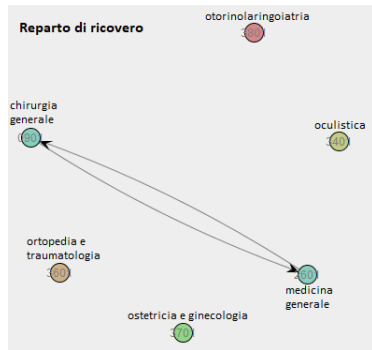 otorinolaringoiatria
Reparto di ricovero
chirurgia
generale
oculistica
ortopedia e
traumatologia
medicina
generale
ostetricia e ginecologia